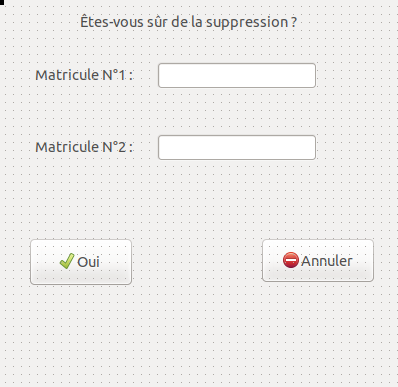 Êtes-vous sûr de la suppression ?
Matricule N°1 :
Matricule N°2 :
Oui
Annuler